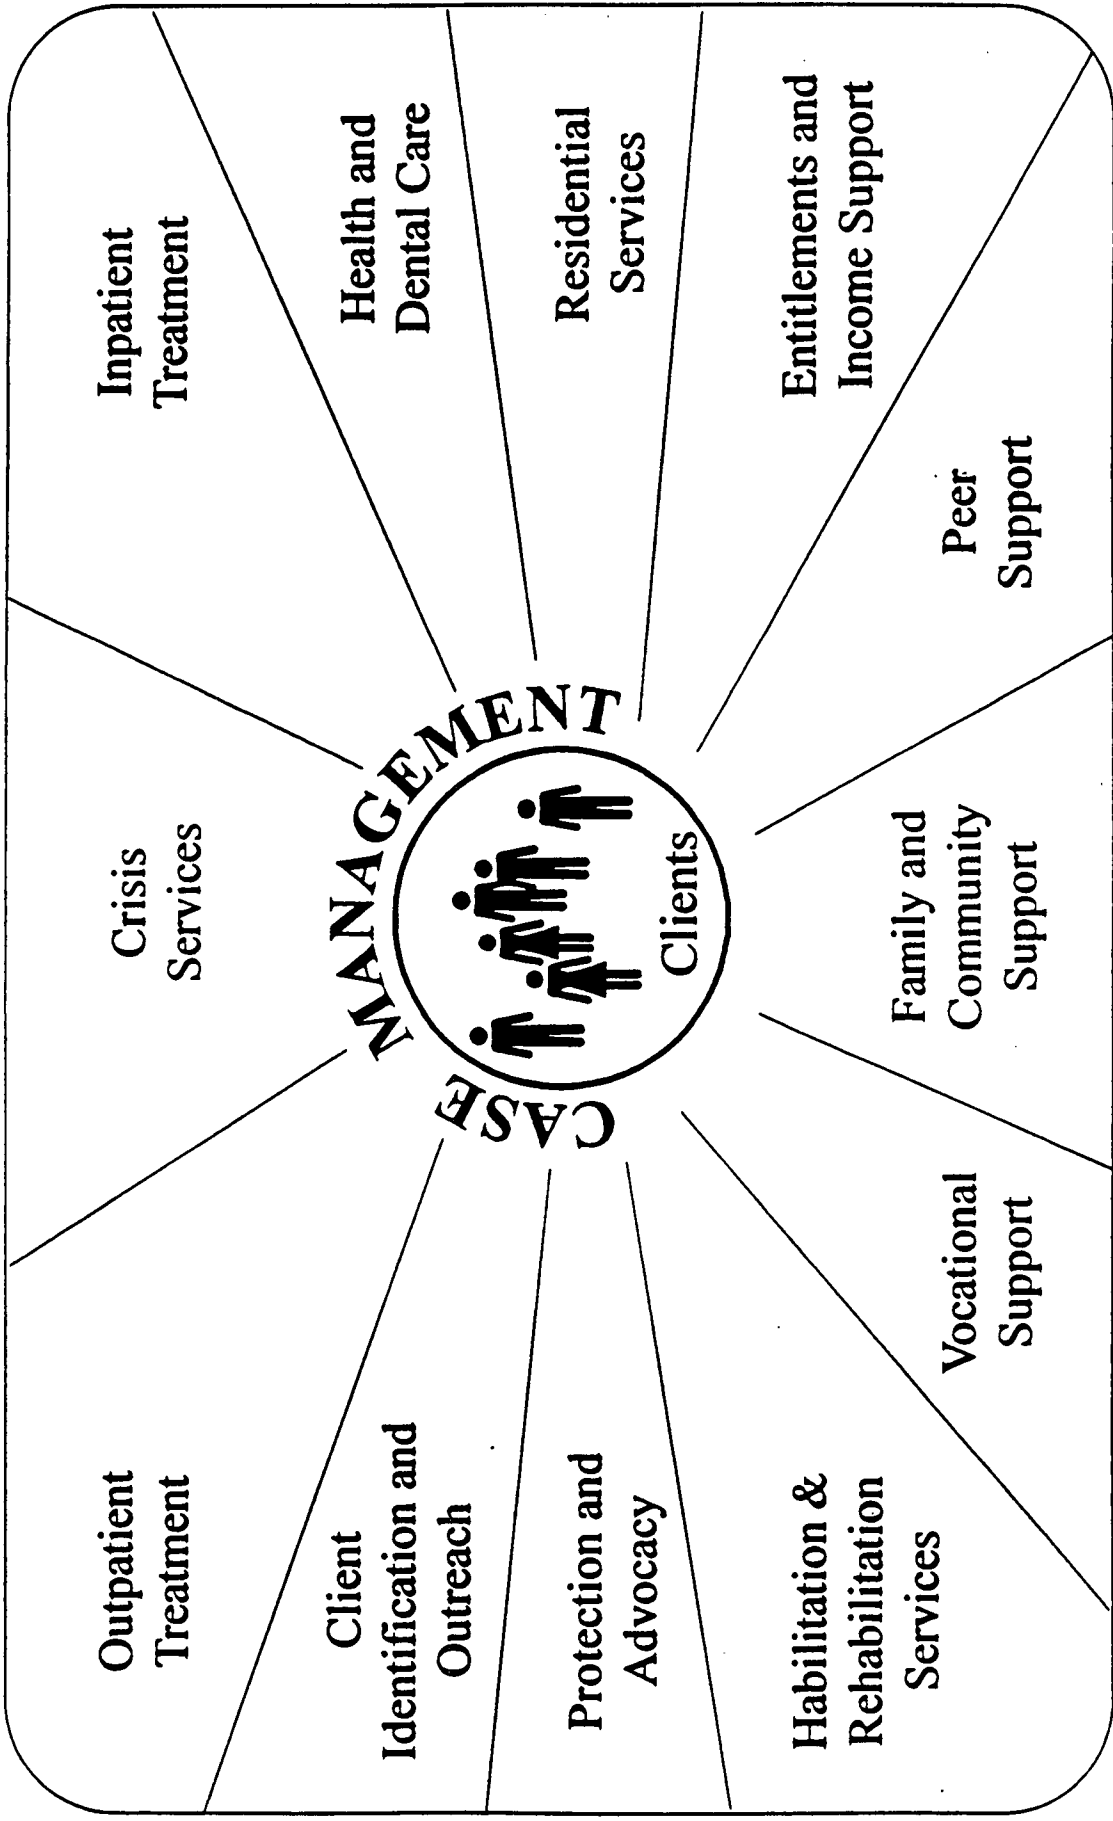 Crisis
Services
Inpatient
Treatment
Health and
Dental Care
Residential
Services
Entitlements and
Income Support
Peer
Support
Family and
Community
Support
Vocational
Support
Habilitation &
Rehabilitation
Services
Protection and
Advocacy
Client
Identification and
Outreach
Outpatient
Treatment
CASE MANAGEMENT
Clients